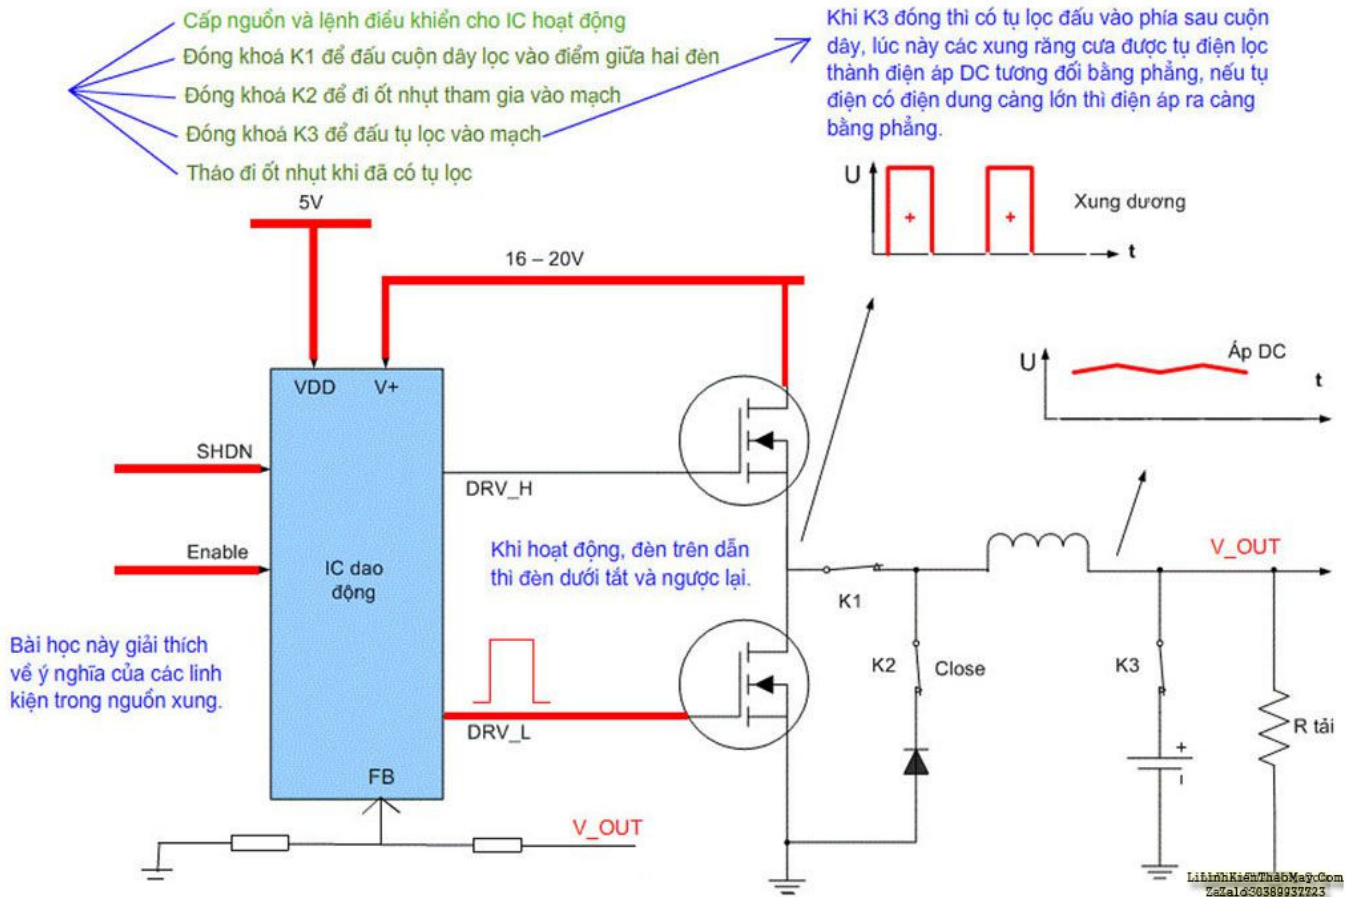 Cấp nguồn và lệnh điều khiển cho IC hoạt động
Đóng khoá K1 để đấu cuộn dây lọc vào điểm giữa hai đèn
Đóng khoá K2 để đi ốt nhụt tham gia vào mạch
Đóng khoá K3 để đấu tụ lọc vào mạch
Tháo đi ốt nhụt khi đã có tụ lọc
Khi K3 đóng thì có tụ lọc đấu vào phía sau cuộn
dây, lúc này các xung răng cưa được tụ điện lọc
thành điện áp DC tương đối bằng phẳng, nếu tụ
điện có điện dung càng lớn thì điện áp ra càng
bằng phẳng.
5V
16 – 20V
U
+
+
Xung dương
t
U
Áp DC
t
VDD
V+
SHDN
DRV_H
Enable
IC dao
động
Khi hoạt động, đèn trên dẫn
thì đèn dưới tắt và ngược lại.
V_OUT
K1
Bài học này giải thích
về ý nghĩa của các linh
kiện trong nguồn xung.
K2
Close
K3
R tải
DRV_L
+
FB
V_OUT
LiLinhKiênThaoMay.Com
ZaZalo30389937723